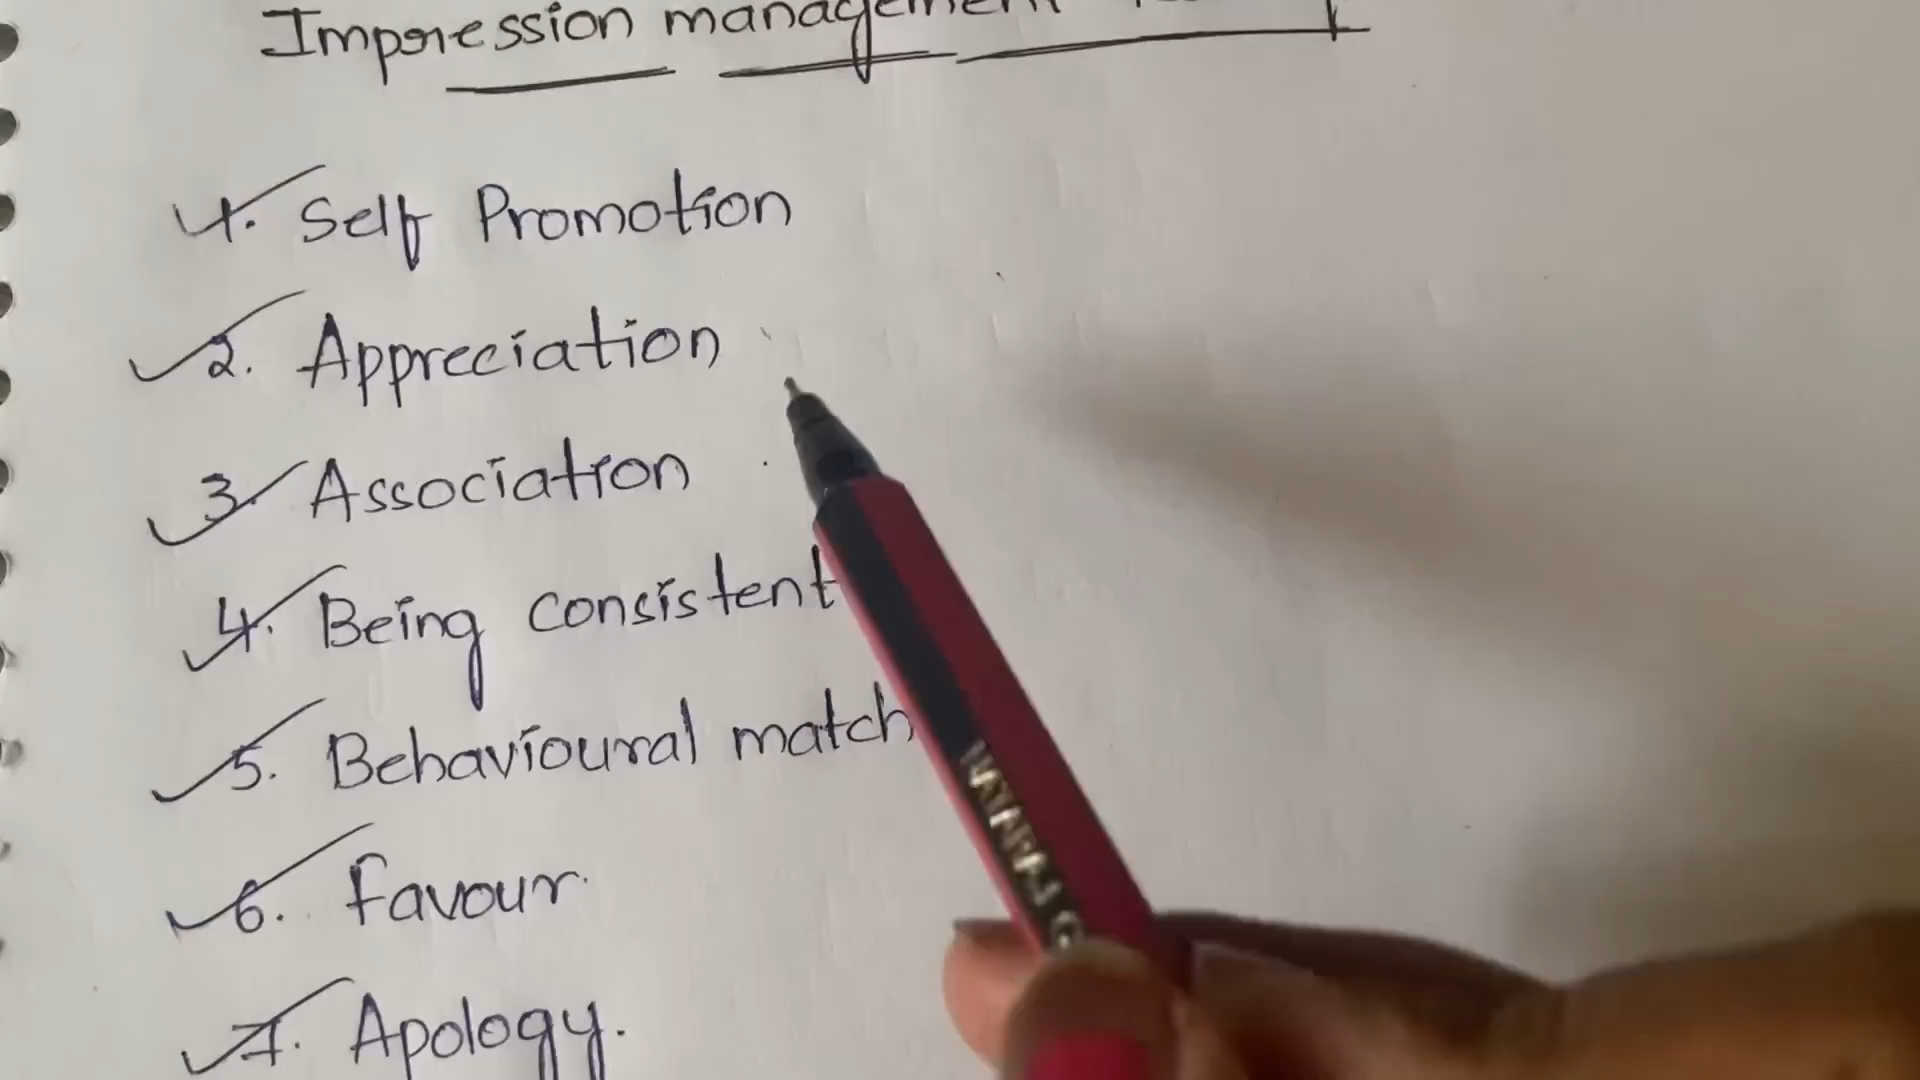 Impression management
1. Self Promotion
2. Appreciation
3. Association
4. Being consistent
5. Behavioural match
6. Favour.
7. Apology.
NATARAJ